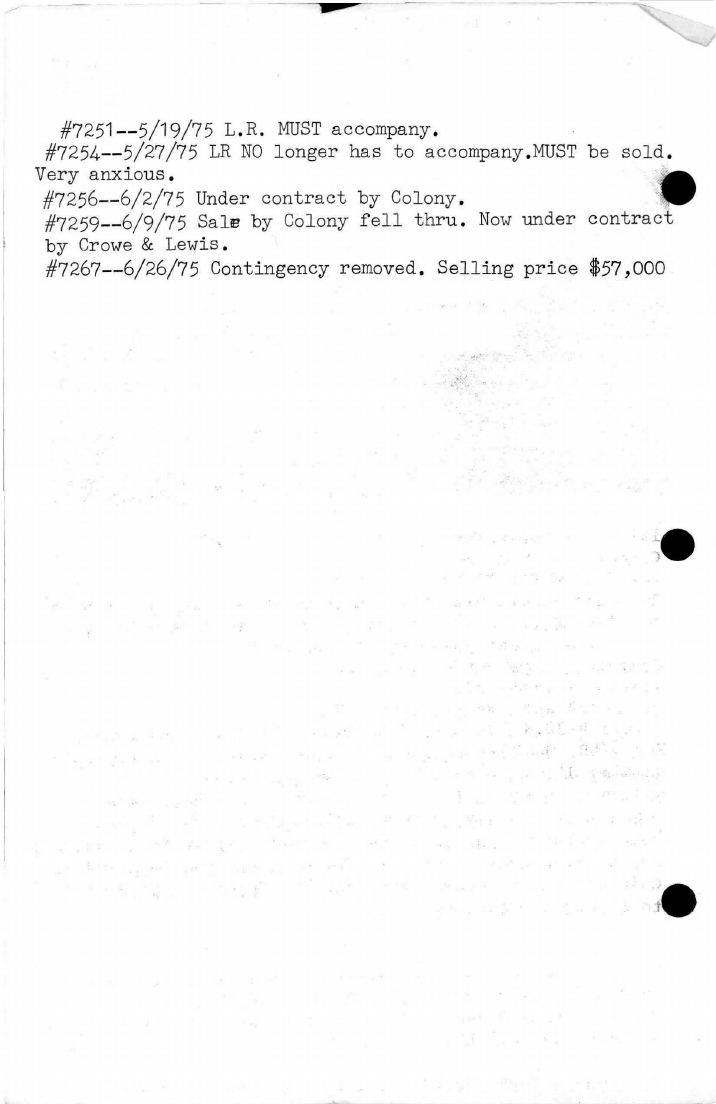 #7251--5/19/75 L.R. MUST accompany.
#7254--5/27/75 LR NO longer has to accompany.MUST be sold.
Very anxious.
#7256--6/2/75 Under contract by Colony.
#7259--6/9/75 Sale by Colony fell thru. Now under contract
by Crowe & Lewis.
#7267--6/26/75 Contingency removed. Selling price $57,000